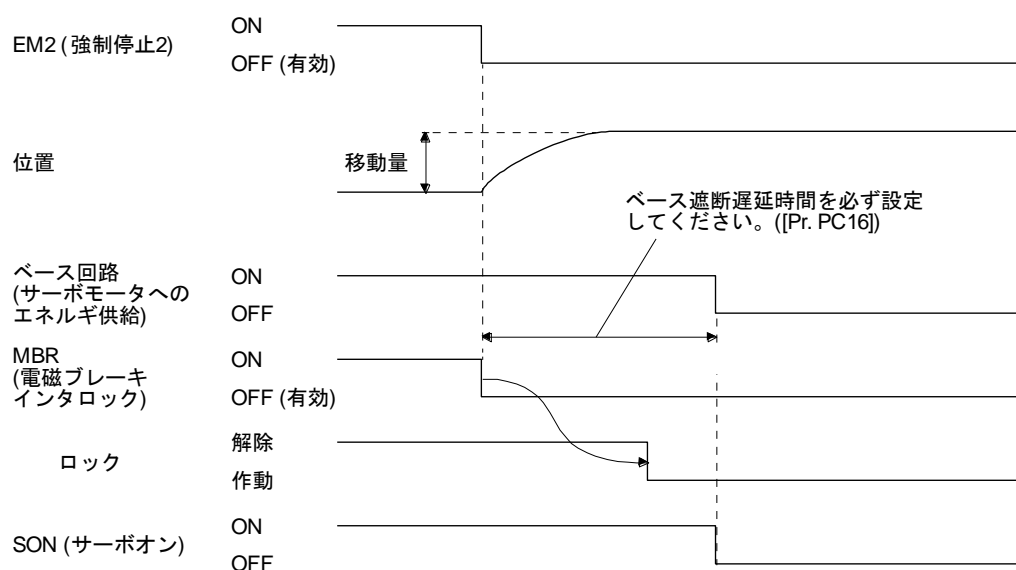 EM2 (強制停止2)
ON
OFF (有効)
位置
移動量
ベース遮断遅延時間を必ず設定
してください。([Pr. PC16])
ベース回路
(サーボモータへの
エネルギ供給)
ON
OFF
MBR
(電磁ブレーキ
インタロック)
ON
OFF (有効)
ロック
解除
作動
SON (サーボオン)
ON
OFF